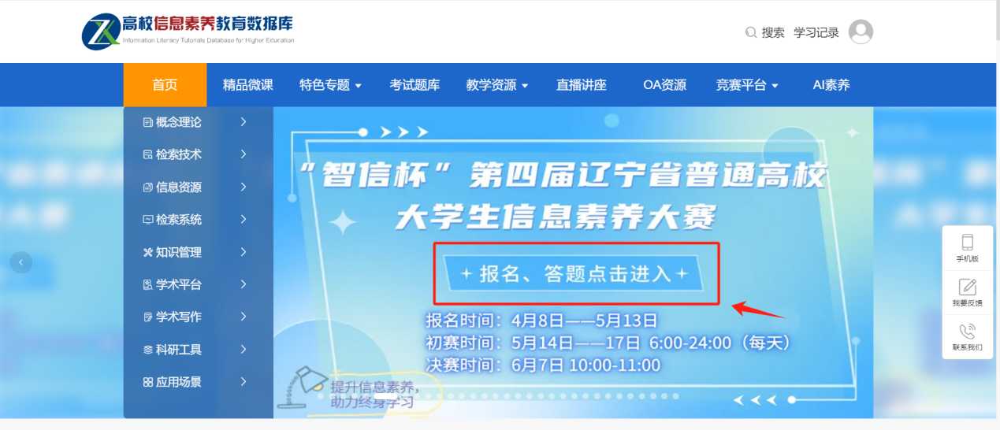 高校信息素养教育数据库
Information Literary Tutorials Database for Higher Education
搜索 学习记录
首页 精品微课 特色专题 考试题库 教学资源 直播讲座 OA资源 竞赛平台 AI素养
概念理论
检索技术
信息资源
检索系统
知识管理
学术平台
学术写作
科研工具
应用场景
“智信杯”第四届辽宁省普通高校
大学生信息素养大赛
报名、答题点击进入
报名时间：4月8日——5月13日
初赛时间：5月14日——17日 6:00-24:00（每天）
决赛时间：6月7日 10:00-11:00
提升信息素养，
助力终身学习
手机版
我要反馈
联系我们